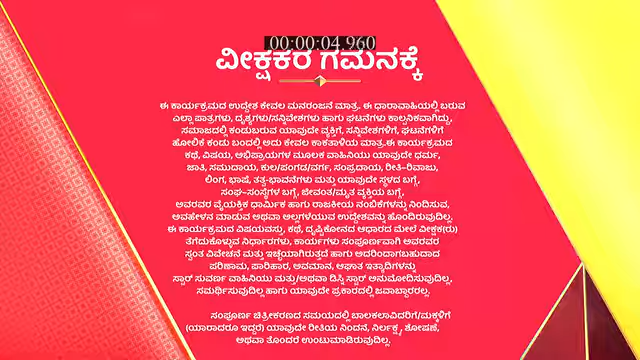 00:00:04.960
ವೀಕ್ಷಕರ ಗಮನಕ್ಕೆ
ಈ ಕಾರ್ಯಕ್ರಮದ ಉದ್ದೇಶ ಕೇವಲ ಮನರಂಜನೆ ಮಾತ್ರ. ಈ ಧಾರಾವಾಹಿಯಲ್ಲಿ ಬರುವ
ಎಲ್ಲಾ ಪಾತ್ರಗಳು, ದೃಶ್ಯಗಳು/ಸನ್ನಿವೇಶಗಳು ಹಾಗು ಘಟನೆಗಳು ಕಾಲ್ಪನಿಕವಾಗಿದ್ದು,
ಸಮಾಜದಲ್ಲಿ ಕಂಡುಬರುವ ಯಾವುದೇ ವ್ಯಕ್ತಿಗೆ, ಸನ್ನಿವೇಶಗಳಿಗೆ, ಘಟನೆಗಳಿಗೆ
ಹೋಲಿಕೆ ಕಂಡು ಬಂದಲ್ಲಿ ಅದು ಕೇವಲ ಕಾಕತಾಳಿಯ ಮಾತ್ರ.ಈ ಕಾರ್ಯಕ್ರಮದ
ಕಥೆ, ವಿಷಯ, ಅಭಿಪ್ರಾಯಗಳ ಮೂಲಕ ವಾಹಿನಿಯು ಯಾವುದೇ ಧರ್ಮ,
ಜಾತಿ, ಸಮುದಾಯ, ಕುಲ/ಪಂಗಡ/ವರ್ಗ, ಸಂಪ್ರದಾಯ, ರೀತಿ-ರಿವಾಜು,
ಲಿಂಗ, ಭಾಷೆ, ತತ್ವ-ಭಾವನೆಗಳು ಮತ್ತು ಯಾವುದೇ ಸ್ಥಳದ ಬಗ್ಗೆ,
ಸಂಘ-ಸಂಸ್ಥೆಗಳ ಬಗ್ಗೆ, ಜೀವಂತ/ಮೃತ ವ್ಯಕ್ತಿಯ ಬಗ್ಗೆ,
ಅವರವರ ವೈಯಕ್ತಿಕ ಧಾರ್ಮಿಕ ಹಾಗು ರಾಜಕೀಯ ನಂಬಿಕೆಗಳನ್ನು ನಿಂದಿಸುವ,
ಅವಹೇಳನ ಮಾಡುವ ಅಥವಾ ಅಲ್ಲಗಳೆಯುವ ಉದ್ದೇಶವನ್ನು ಹೊಂದಿರುವುದಿಲ್ಲ.
ಈ ಕಾರ್ಯಕ್ರಮದ ವಿಷಯವಸ್ತು, ಕಥೆ, ದೃಷ್ಟಿಕೋನದ ಆಧಾರದ ಮೇಲೆ ವೀಕ್ಷಕ(ರು)
ತೆಗೆದುಕೊಳ್ಳುವ ನಿರ್ಧಾರಗಳು, ಕಾರ್ಯಗಳು ಸಂಪೂರ್ಣವಾಗಿ ಅವರವರ
ಸ್ವಂತ ವಿವೇಚನೆ ಮತ್ತು ಇಚ್ಛೆಯಾಗಿರುತ್ತದೆ ಹಾಗು ಅದರಿಂದಾಗಬಹುದಾದ
ಪರಿಣಾಮ, ಪಾರಿಹಾರ, ಅವಮಾನ, ಆಘಾತ ಇತ್ಯಾದಿಗಳನ್ನು
ಸ್ಟಾರ್ ಸುವರ್ಣ ವಾಹಿನಿಯು ಮತ್ತು/ಅಥವಾ ಡಿಸ್ನಿ ಸ್ಟಾರ್ ಅನುಮೋದಿಸುವುದಿಲ್ಲ,
ಸಮರ್ಥಿಸುವುದಿಲ್ಲ ಹಾಗು ಯಾವುದೇ ಪ್ರಕಾರದಲ್ಲಿ ಜವಾಬ್ದಾರರಲ್ಲ.
ಸಂಪೂರ್ಣ ಚಿತ್ರೀಕರಣದ ಸಮಯದಲ್ಲಿ ಬಾಲಕಲಾವಿದರಿಗೆ/ಮಕ್ಕಳಿಗೆ
(ಯಾರಾದರೂ ಇದ್ದರೆ) ಯಾವುದೇ ರೀತಿಯ ನಿಂದನ, ನಿರ್ಲಕ್ಷ್ಯ, ಶೋಷಣೆ,
ಅಥವಾ ತೊಂದರೆ ಉಂಟುಮಾಡಿರುವುದಿಲ್ಲ.